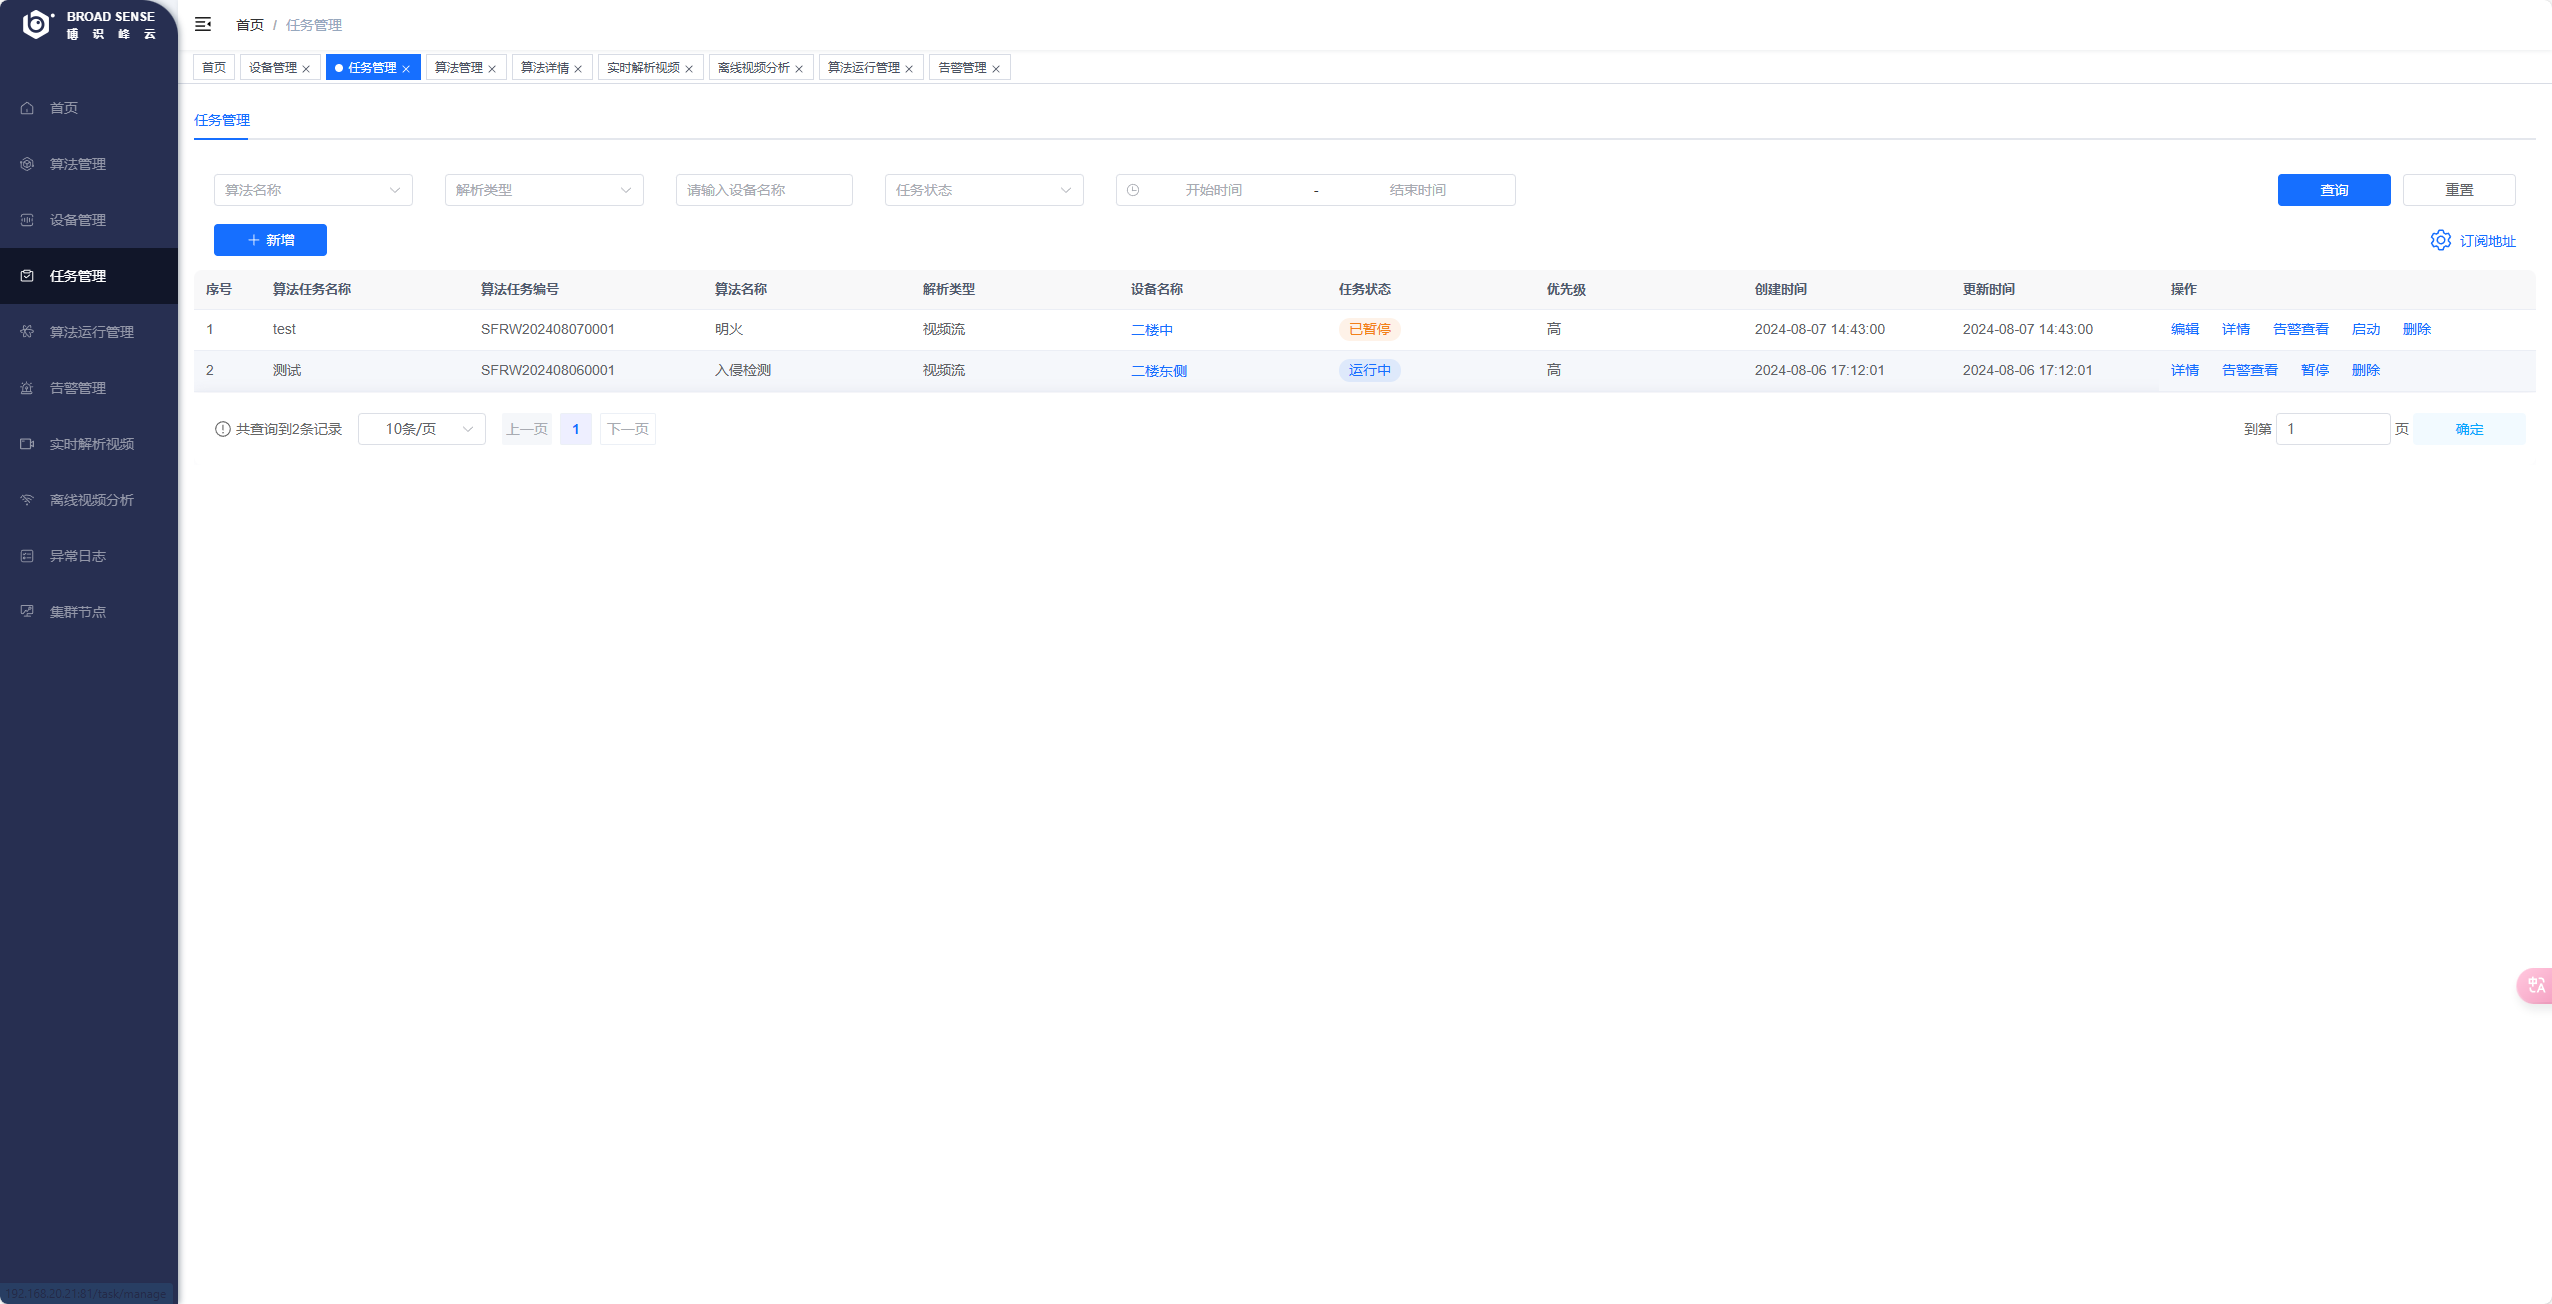 BROAD SENSE
博识峰云
首页 / 任务管理
首页 设备管理 任务管理 算法管理 算法详情 实时解析视频 离线视频分析 算法运行管理 告警管理
首页
算法管理
设备管理
任务管理
算法运行管理
告警管理
实时解析视频
离线视频分析
异常日志
集群节点
任务管理
算法名称 解析类型 请输入设备名称 任务状态 开始时间 - 结束时间 查询 重置
新增 订阅地址
序号 算法任务名称 算法任务编号 算法名称 解析类型 设备名称 任务状态 优先级 创建时间 更新时间 操作
1 test SFRW202408070001 明火 视频流 二楼中 已暂停 高 2024-08-07 14:43:00 2024-08-07 14:43:00 编辑 详情 告警查看 启动 删除
2 测试 SFRW202408060001 入侵检测 视频流 二楼东侧 运行中 高 2024-08-06 17:12:01 2024-08-06 17:12:01 详情 告警查看 暂停 删除
共查询到2条记录 10条/页 上一页 1 下一页 到第 1 页 确定
中A
192.168.20.21:81/task/manage